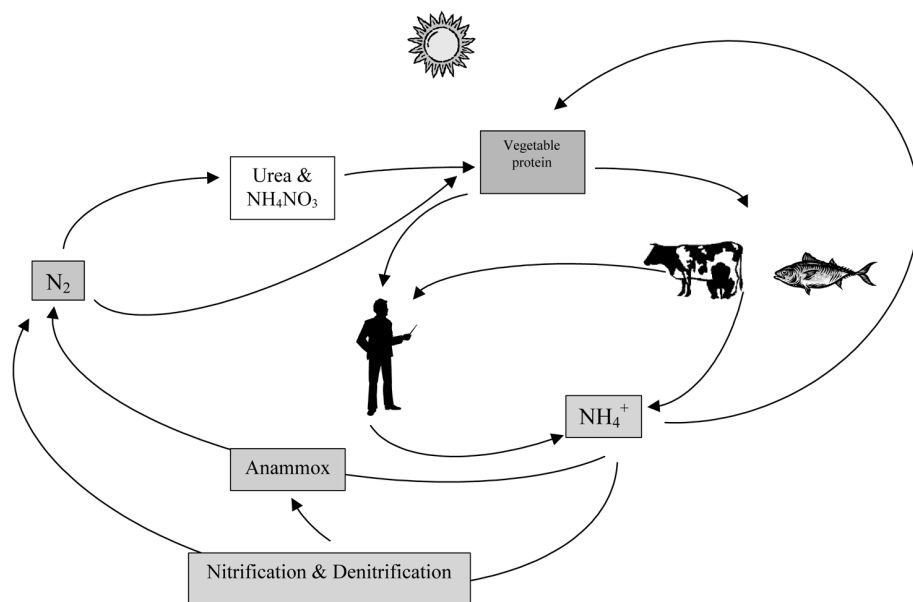 Vegetable
protein
Urea &
NH₄NO₃
N₂
NH₄⁺
Anammox
Nitrification & Denitrification